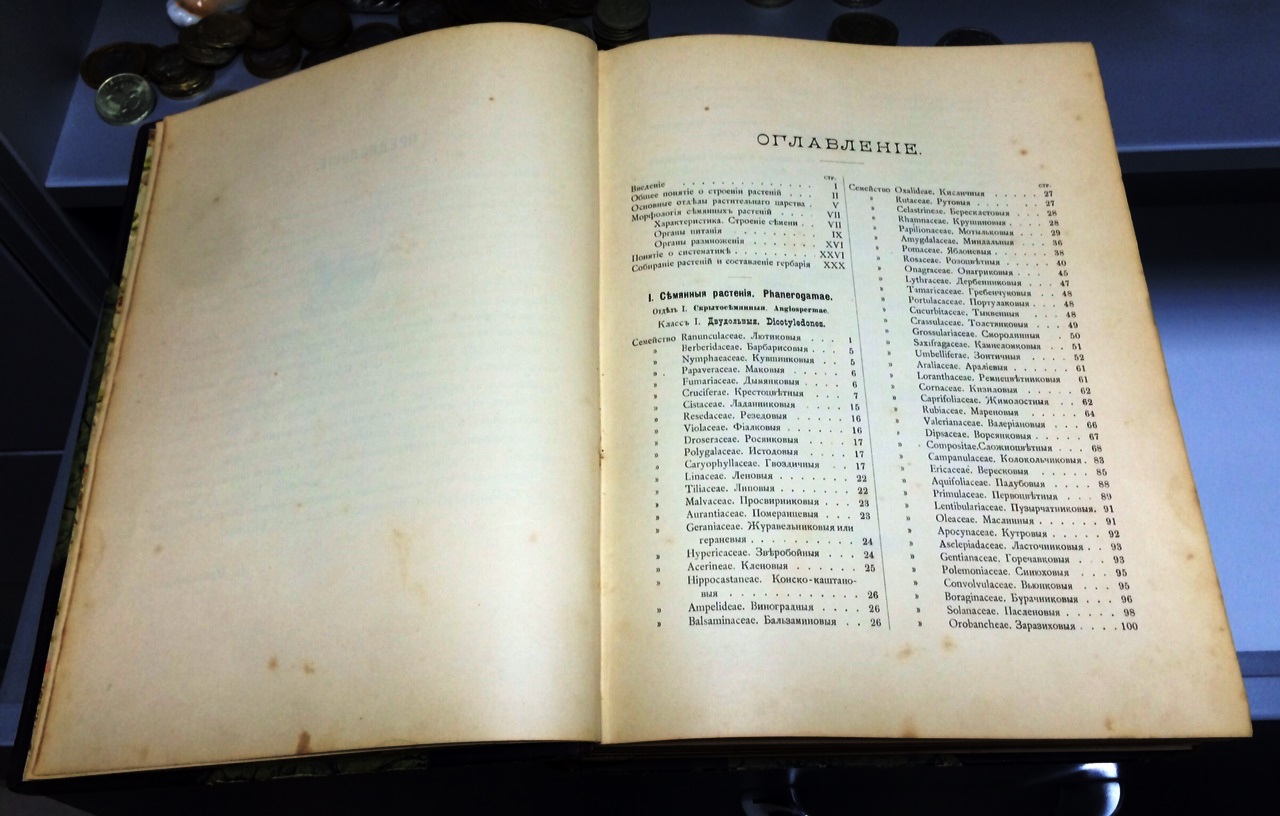 ОГЛАВЛЕНІЕ.
стр.
Введеніе . . . . . . . . . . . . . I
Общее понятіе о строеніи растеній . . . II
Основные отдѣлы растительнаго царства . V
Морфологія сѣмянныхъ растеній . . . . VII
Характеристика. Строеніе сѣмени . . VII
Органы питанія . . . . . . . . IX
Органы размноженія . . . . . . . XVI
Понятіе о систематикѣ . . . . . . . . XXVI
Собираніе растеній и составленіе гербарія XXX
I. Сѣмянныя растенія. Phanerogamae.
Отдѣлъ I. Скрытосѣмянныя. Angiospermae.
Классъ I. Двудольныя. Dicotyledones.
Семейство Ranunculaceae. Лютиковыя . . . . 1
» Berberidaceae. Барбарисовыя . . . 5
» Nymphaeaceae. Кувшинковыя . . . 5
» Papaveraceae. Маковыя . . . . . 6
» Fumariaceae. Дымянковыя . . . . 6
» Cruciferae. Крестоцвѣтныя . . . . 7
» Cistaceae. Ладанниковыя . . . . . 15
» Resedaceae. Резедовыя . . . . . 16
» Violaceae. Фіалковыя . . . . . . 16
» Droseraceae. Росянковыя . . . . 17
» Polygalaceae. Истодовыя . . . . 17
» Caryophyllaceae. Гвоздичныя . . 17
» Linaceae. Леновыя . . . . . . . 22
» Tiliaceae. Липовыя . . . . . . . 22
» Malvaceae. Просвирниковыя . . . . 23
» Aurantiaceae. Померанцевыя . . . 23
» Geraniaceae. Журавельниковыя или
гераневыя . . . . . . . . . . 24
» Hypericaceae. Звѣробойныя . . . 24
» Acerineae. Кленовыя . . . . . . 25
» Hippocastaneae. Конско-каштано-
выя . . . . . . . . . . . . 26
» Ampelideae. Виноградныя . . . . 26
» Balsaminaceae. Бальзаминовыя . . 26
стр.
Семейство Oxalideae. Кисличныя . . . . . 27
» Rutaceae. Рутовыя . . . . . . . 27
» Celastrineae. Берескаетовыя . . . 28
» Rhamnaceae. Крушиновыя . . . . 28
» Papilionaceae. Мотыльковыя . . . 29
» Amygdalaceae. Миндальныя . . . 36
» Pomaceae. Яблоневыя . . . . . . 38
» Rosaceae. Розоцвѣтныя . . . . . 40
» Onagraceae. Онагриковыя . . . . 45
» Lythraceae. Дербенниковыя . . . . 47
» Tamaricaceae. Гребенчуковыя . . 48
» Portulacaceae. Портулаковыя . . . 48
» Cucurbitaceae. Тыквенныя . . . . 48
» Crassulaceae. Толстянковыя . . . 49
» Grossulariaceae. Смородинныя . . 50
» Saxifragaceae. Камнеломковыя . . 51
» Umbelliferae. Зонтичныя . . . . 52
» Araliaceae. Араліевыя . . . . . 61
» Loranthaceae. Ремнецвѣтниковыя 61
» Cornaceae. Кизиловыя . . . . . . 62
» Caprifoliaceae. Жимолостныя . . 62
» Rubiaceae. Мареновыя . . . . . . 64
» Valerianaceae. Валеріановыя . . . 66
» Dipsaceae. Ворсянковыя . . . . . 67
» Compositae. Сложноцвѣтныя . . . 68
» Campanulaceae. Колокольчиковыя . 83
» Ericaceae. Вересковыя . . . . . 85
» Aquifoliaceae. Падубовыя . . . . 88
» Primulaceae. Первоцвѣтныя . . . 89
» Lentibulariaceae. Пузырчатниковыя. 91
» Oleaceae. Маслинныя . . . . . . 91
» Apocynaceae. Кутровыя . . . . . 92
» Asclepiadaceae. Ласточниковыя . . 93
» Gentianaceae. Горечавковыя . . . 93
» Polemoniaceae. Синюховыя . . . 95
» Convolvulaceae. Вьюнковыя . . . 95
» Boraginaceae. Бурачниковыя . . . 96
» Solanaceae. Пасленовыя . . . . . 98
» Orobancheae. Заразиховыя . . . . 100